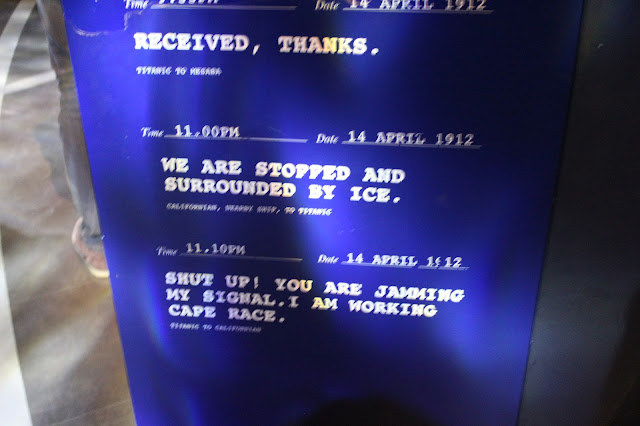 Time Date 14 APRIL 1912
RECEIVED, THANKS.
TITANIC TO MESABA
Time 11.00PM Date 14 APRIL 1912
WE ARE STOPPED AND
SURROUNDED BY ICE.
CALIFORNIAN, NEARBY SHIP, TO TITANIC
Time 11.10PM Date 14 APRIL 1912
SHUT UP! YOU ARE JAMMING
MY SIGNAL.I AM WORKING
CAPE RACE.
TITANIC TO CALIFORNIAN